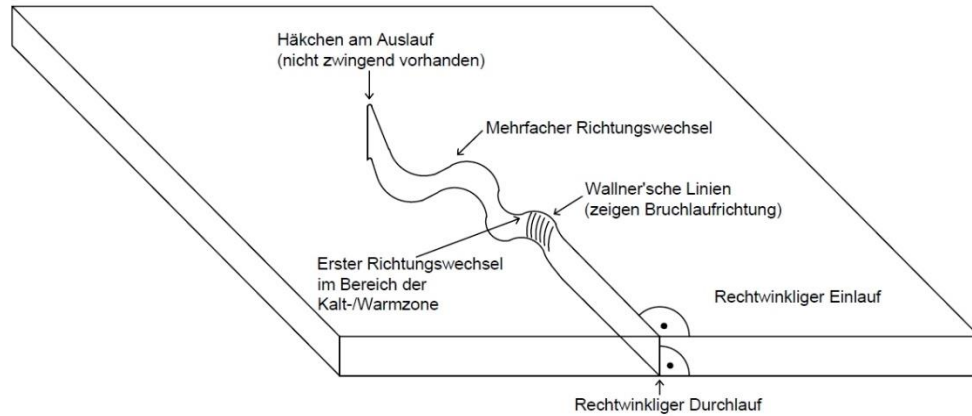 Häkchen am Auslauf
(nicht zwingend vorhanden)
Mehrfacher Richtungswechsel
Wallner'sche Linien
(zeigen Bruchlaufrichtung)
Erster Richtungswechsel
im Bereich der
Kalt-/Warmzone
Rechtwinkliger Einlauf
Rechtwinkliger Durchlauf